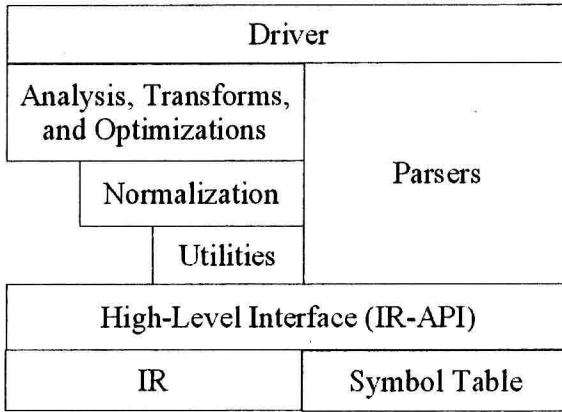 Driver
Analysis, Transforms,
and Optimizations
Parsers
Normalization
Utilities
High-Level Interface (IR-API)
IR
Symbol Table